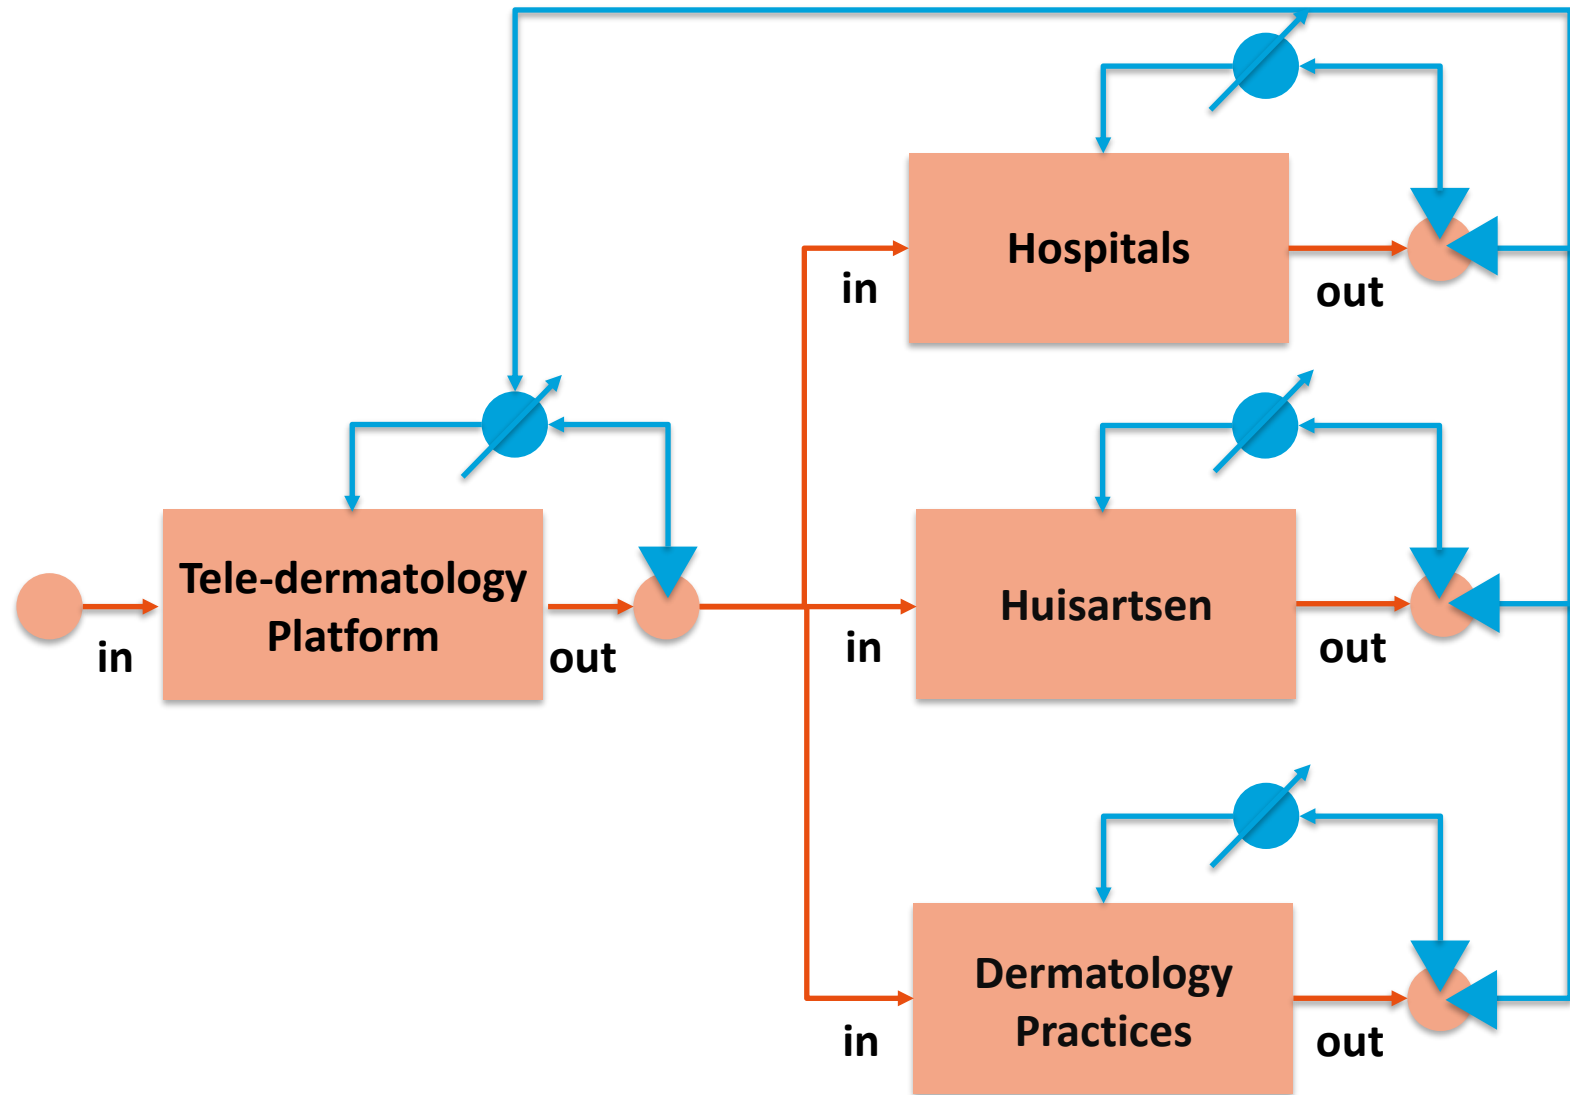 Hospitals
in
out
Tele-dermatology
Platform
in
out
Huisartsen
in
out
Dermatology
Practices
in
out